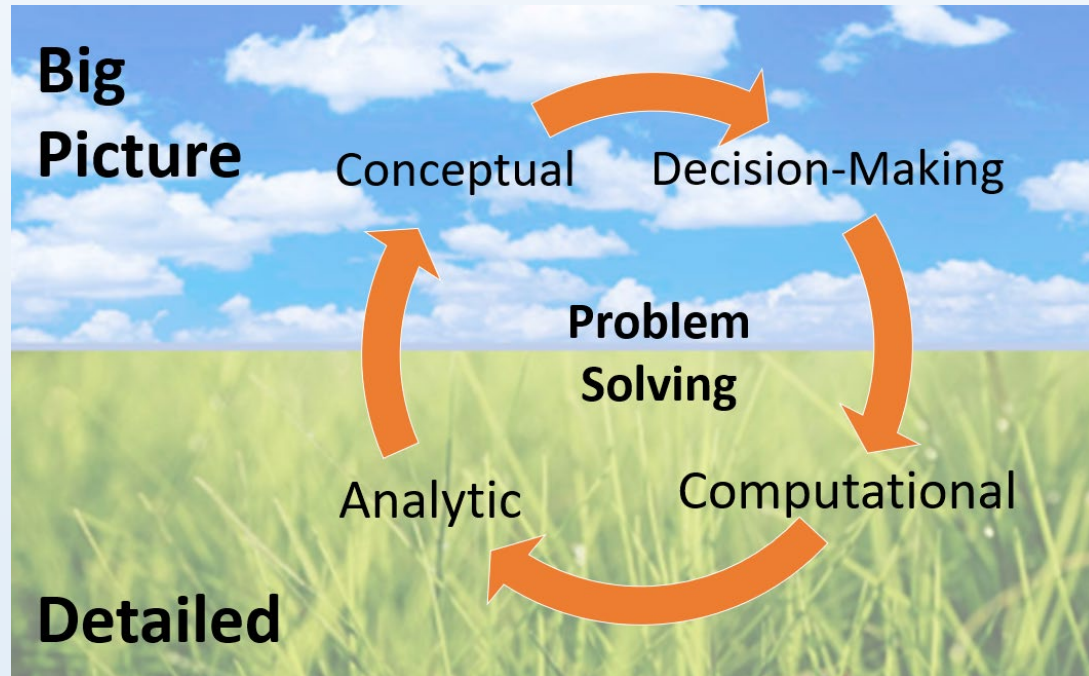 Big
Picture
Conceptual
Decision-Making
Problem
Solving
Analytic
Computational
Detailed